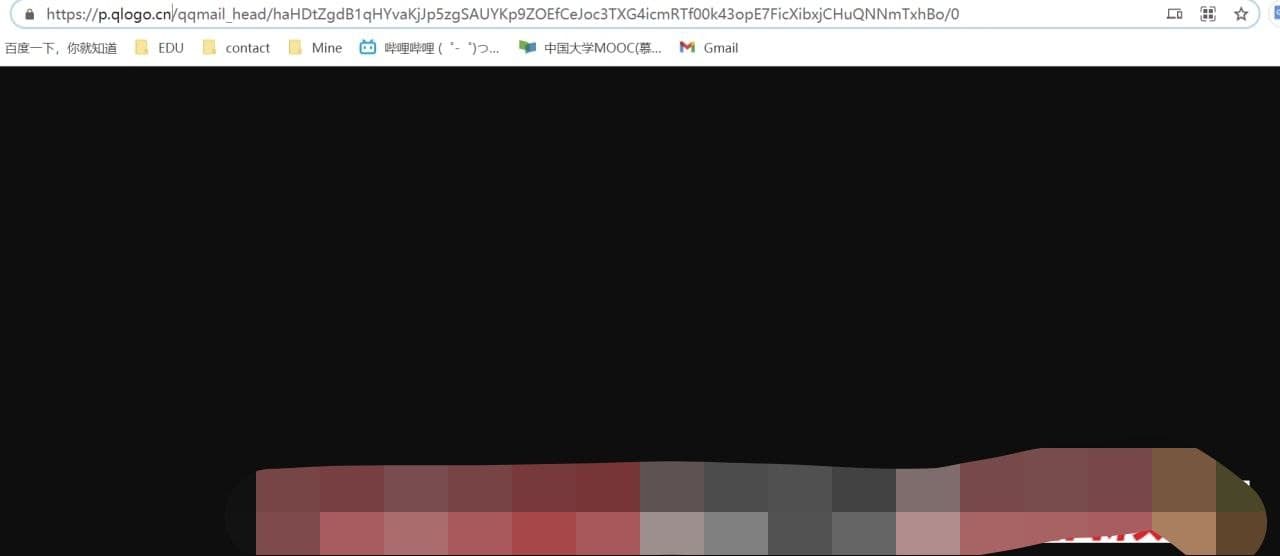 https://p.qlogo.cn/qqmail_head/haHDtZgdB1qHYvaKjJp5zgSAUYKp9ZOEfCeJoc3TXG4icmRTf00k43opE7FicXibxjCHuQNNmTxhBo/0
百度一下，你就知道 EDU contact Mine 哔哩哔哩 ( ゜- ゜)つ... 中国大学MOOC(慕... Gmail